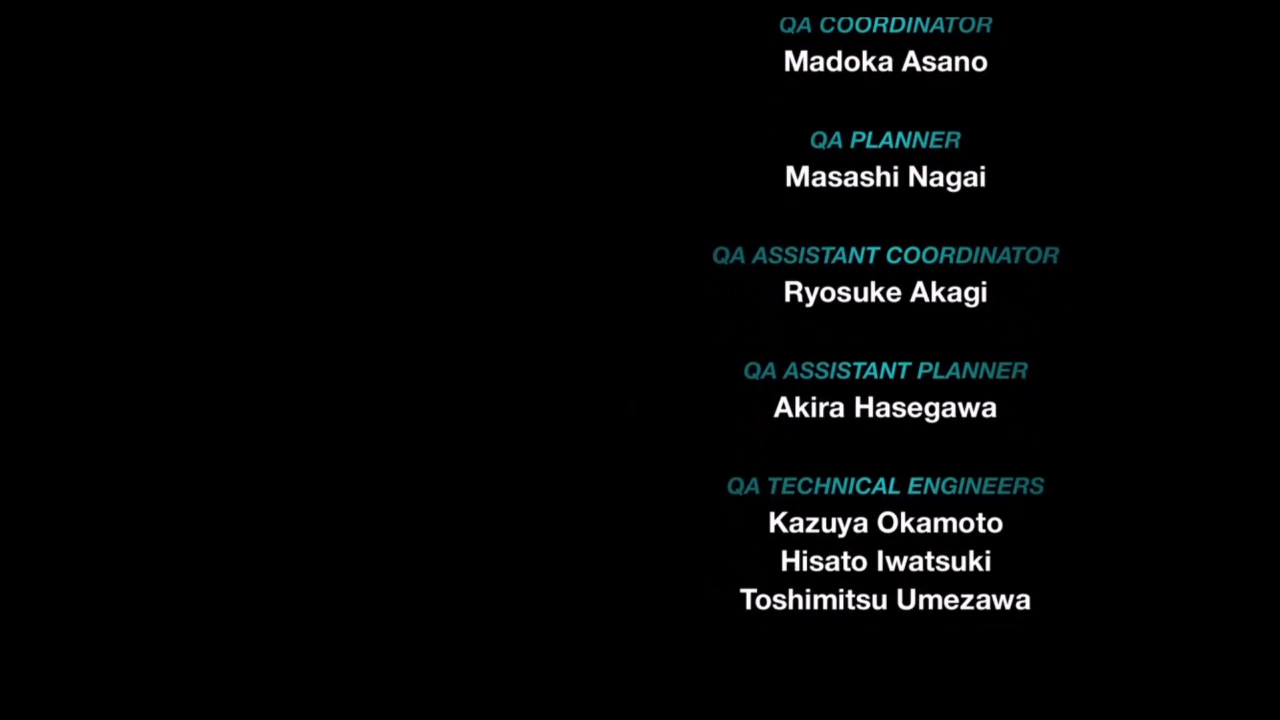 QA COORDINATOR
Madoka Asano
QA PLANNER
Masashi Nagai
QA ASSISTANT COORDINATOR
Ryosuke Akagi
QA ASSISTANT PLANNER
Akira Hasegawa
QA TECHNICAL ENGINEERS
Kazuya Okamoto
Hisato Iwatsuki
Toshimitsu Umezawa